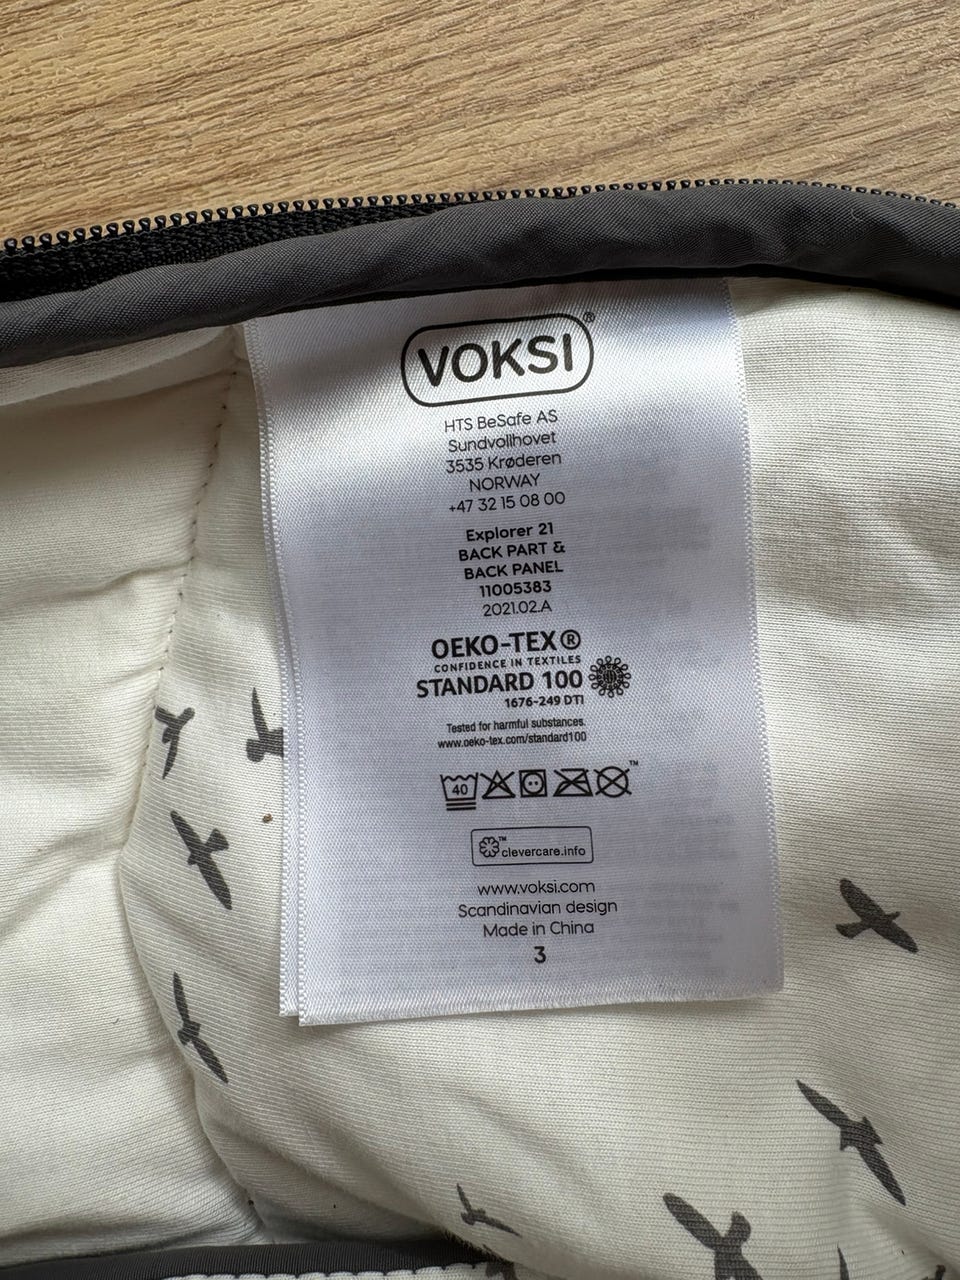 VOKSI®
HTS BeSafe AS
Sundvollhovet
3535 Krøderen
NORWAY
+47 32 15 08 00
Explorer 21
BACK PART &
BACK PANEL
11005383
2021.02.A
OEKO-TEX®
CONFIDENCE IN TEXTILES
STANDARD 100
1676-249 DTI
Tested for harmful substances.
www.oeko-tex.com/standard100
40 ™
™ clevercare.info
www.voksi.com
Scandinavian design
Made in China
3